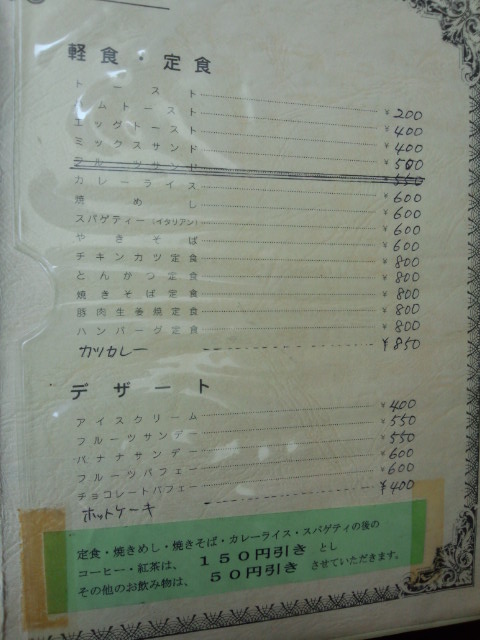 軽食・定食
トースト ¥200
ハムトースト ¥400
エッグトースト ¥400
ミックスサンド ¥500
フルーツサンド ¥550
カレーライス ¥600
焼めし ¥600
スパゲティー(イタリアン) ¥600
やきそば ¥600
チキンカツ定食 ¥800
とんかつ定食 ¥800
焼きそば定食 ¥800
豚肉生姜焼定食 ¥800
ハンバーグ定食 ¥800
カツカレー ¥850
デザート
アイスクリーム ¥400
フルーツサンデー ¥550
バナナサンデー ¥550
フルーツパフェー ¥600
チョコレートパフェー ¥600
ホットケーキ ¥400
定食・焼きめし・焼きそば・カレーライス・スパゲティの後の
コーヒー・紅茶は、150円引き とし
その他のお飲み物は、50円引き させていただきます。